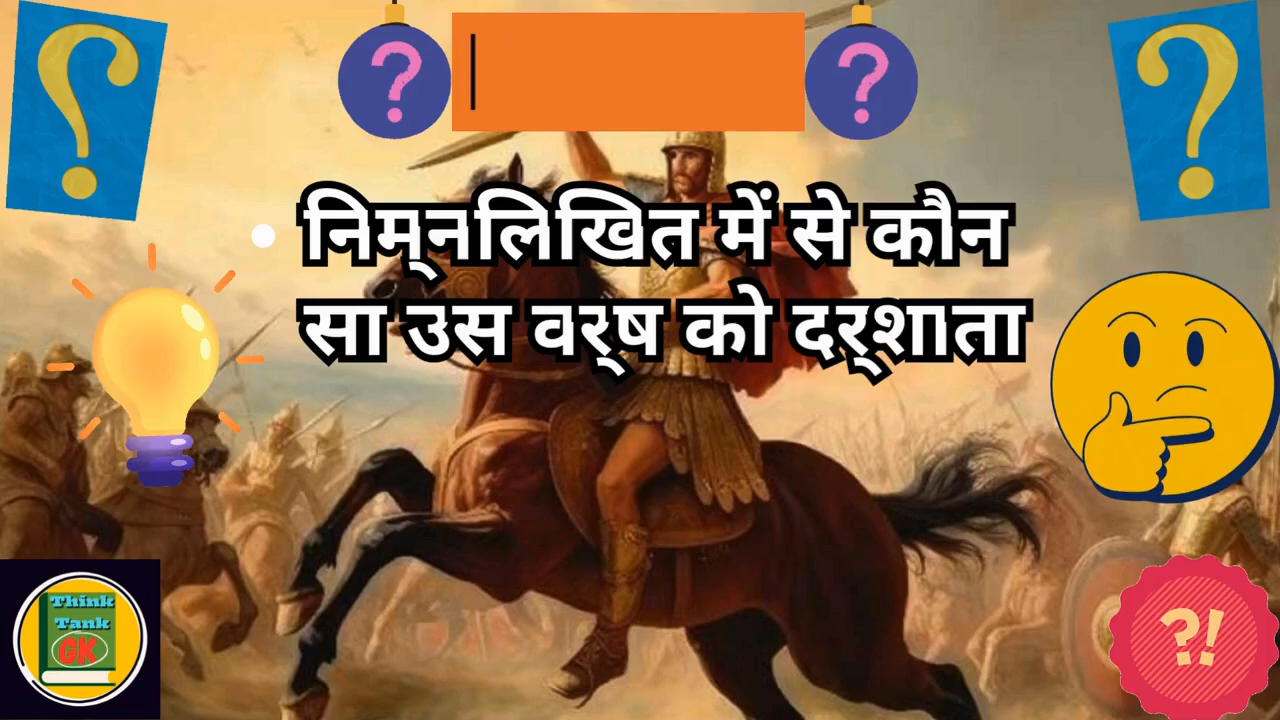 ?
?
?
?
निम्नलिखित में से कौन
सा उस वर्ष को दर्शाता
Think
Tank
GK
?!